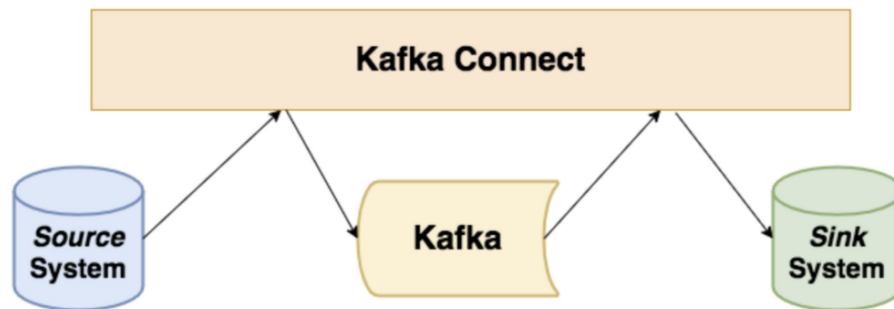 Kafka Connect
Source
System
Kafka
Sink
System